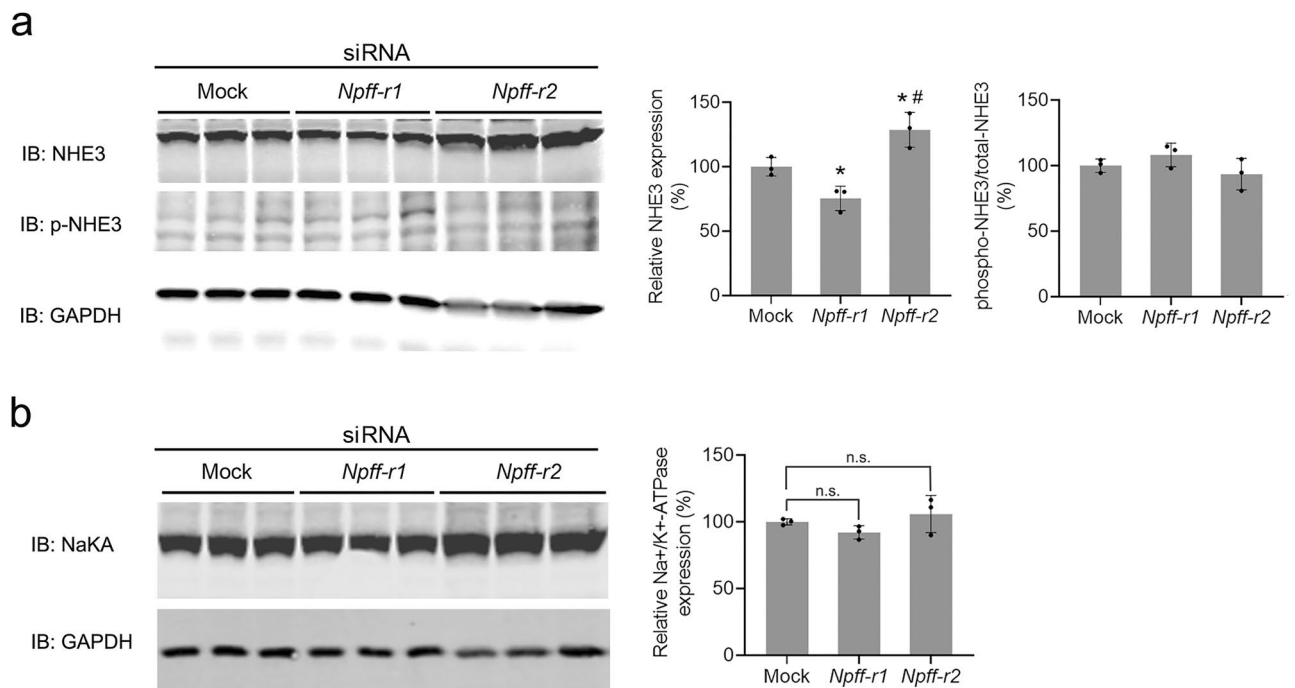 a
siRNA
Mock
Npff-r1
Npff-r2
IB: NHE3
IB: p-NHE3
IB: GAPDH
Relative NHE3 expression
(%)
150
100
50
0
*
* #
Mock
Npff-r1
Npff-r2
phospho-NHE3/total-NHE3
(%)
150
100
50
0
Mock
Npff-r1
Npff-r2
b
siRNA
Mock
Npff-r1
Npff-r2
IB: NaKA
IB: GAPDH
Relative Na+/K+-ATPase
expression (%)
150
100
50
0
n.s.
n.s.
Mock
Npff-r1
Npff-r2